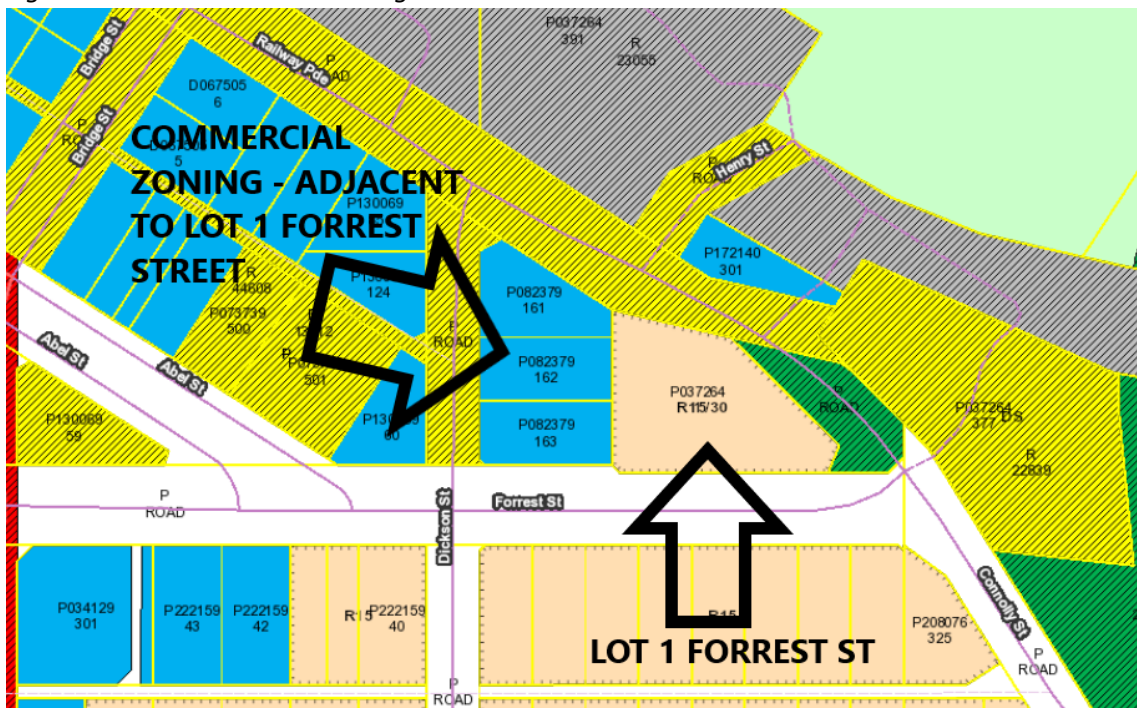 P037264
391
R
23055
Bridge St
Railway Pde
P
ROAD
D067505
6
Bridge St
P
ROAD
COMMERCIAL
ZONING - ADJACENT
TO LOT 1 FORREST
STREET
5
P130069
Henry St
P
ROAD
P172140
301
R
44608
P073739
500
124
P082379
161
P
ROAD
P082379
162
P082379
163
501
60
Abel St
Abel St
P130069
59
P037264
R115/30
P
ROAD
P037264
377
DS
R
22839
P
ROAD
Forrest St
Dickson St
Connolly St
P034129
301
P222159
43
P222159
42
R15
P222159
40
R15
P208076
325
LOT 1 FORREST ST
P
ROAD
P
ROAD